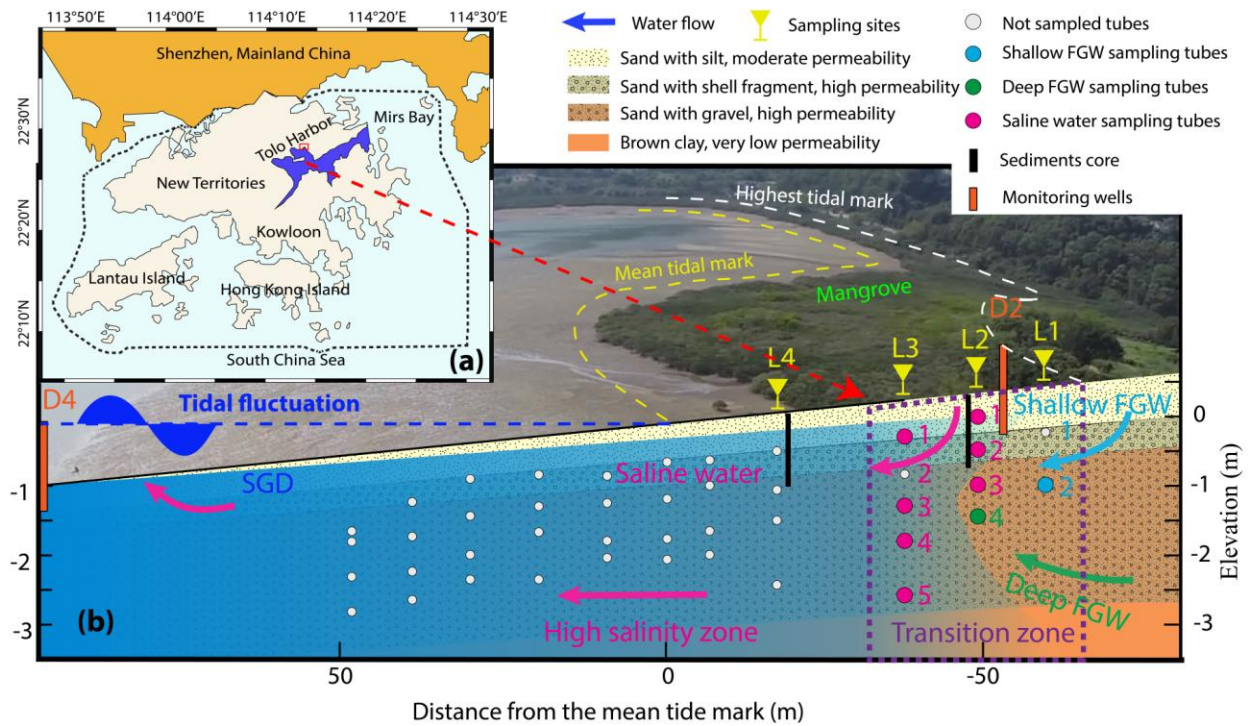 113°50′E
114°00′E
114°10′E
114°20′E
114°30′E
22°30′N
22°20′N
22°10′N
Shenzhen, Mainland China
Mirs Bay
Tolo Harbor
New Territories
Kowloon
Lantau Island
Hong Kong Island
South China Sea
(a)
Water flow
Sampling sites
Not sampled tubes
Sand with silt, moderate permeability
Shallow FGW sampling tubes
Sand with shell fragment, high permeability
Deep FGW sampling tubes
Sand with gravel, high permeability
Saline water sampling tubes
Brown clay, very low permeability
Sediments core
Monitoring wells
Highest tidal mark
Mean tidal mark
Mangrove
D2
L4
L3
L2
L1
D4
Tidal fluctuation
Shallow FGW
1
1
1
2
2
2
3
3
4
4
5
SGD
Saline water
Deep FGW
High salinity zone
Transition zone
(b)
-1
-2
-3
0
-1
-2
-3
Elevation (m)
50
0
-50
Distance from the mean tide mark (m)